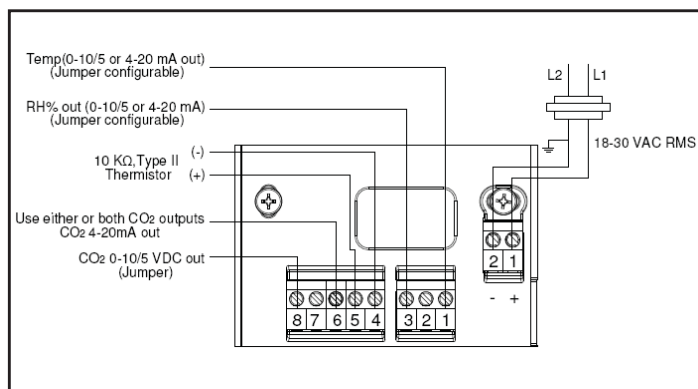 Temp(0-10/5 or 4-20 mA out)
(Jumper configurable)
RH% out (0-10/5 or 4-20 mA)
(Jumper configurable)
10 KΩ,Type II (-)
Thermistor (+)
Use either or both CO2 outputs
CO2 4-20mA out
CO2 0-10/5 VDC out
(Jumper)
L2 L1
18-30 VAC RMS
2 1
- +
8 7 6 5 4 3 2 1